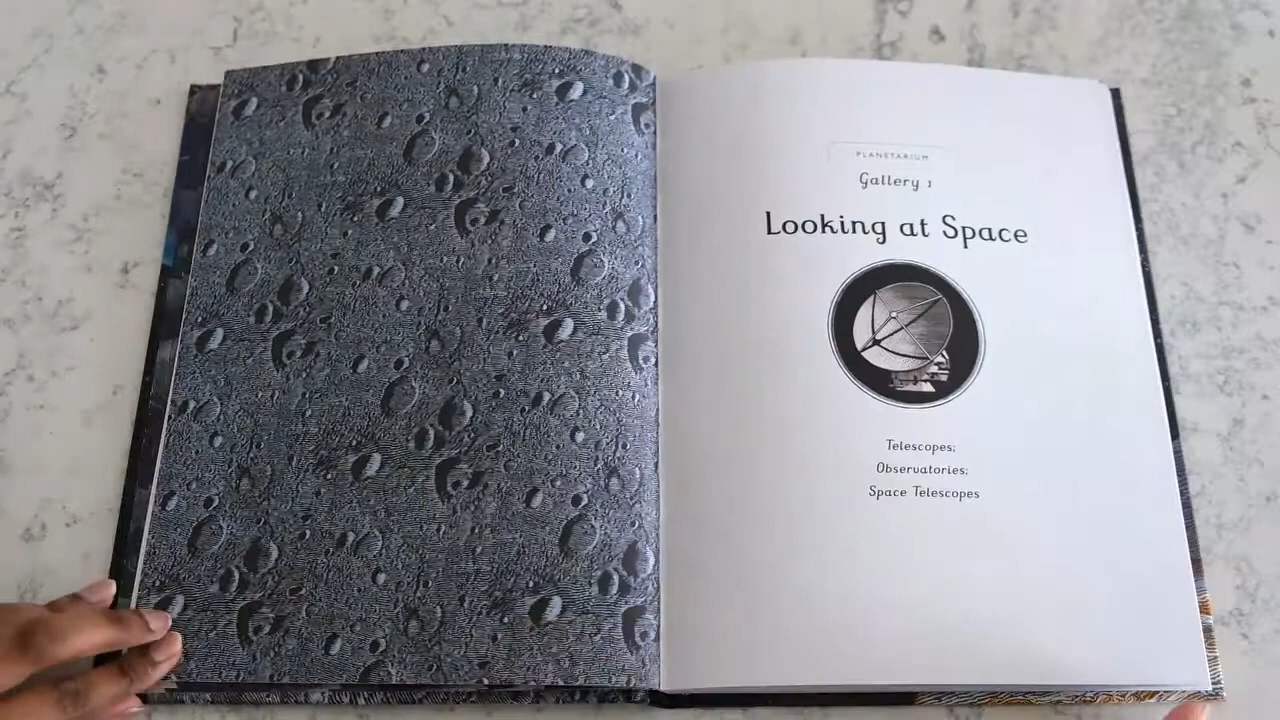 PLANETARIUM
Gallery 1
Looking at Space
Telescopes;
Observatories;
Space Telescopes